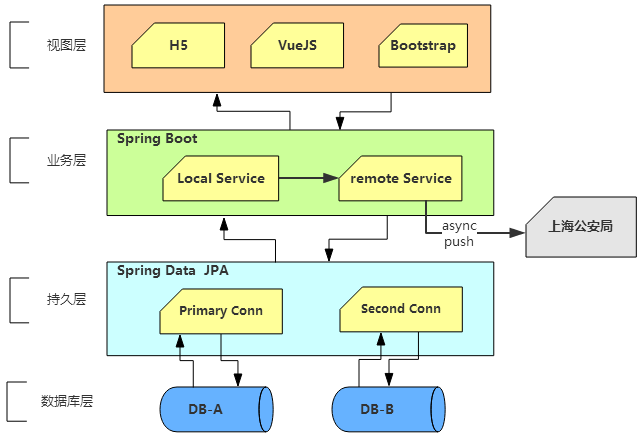 视图层
H5
VueJS
Bootstrap
Spring Boot
业务层
Local Service
remote Service
async
push
上海公安局
Spring Data JPA
持久层
Primary Conn
Second Conn
数据库层
DB-A
DB-B